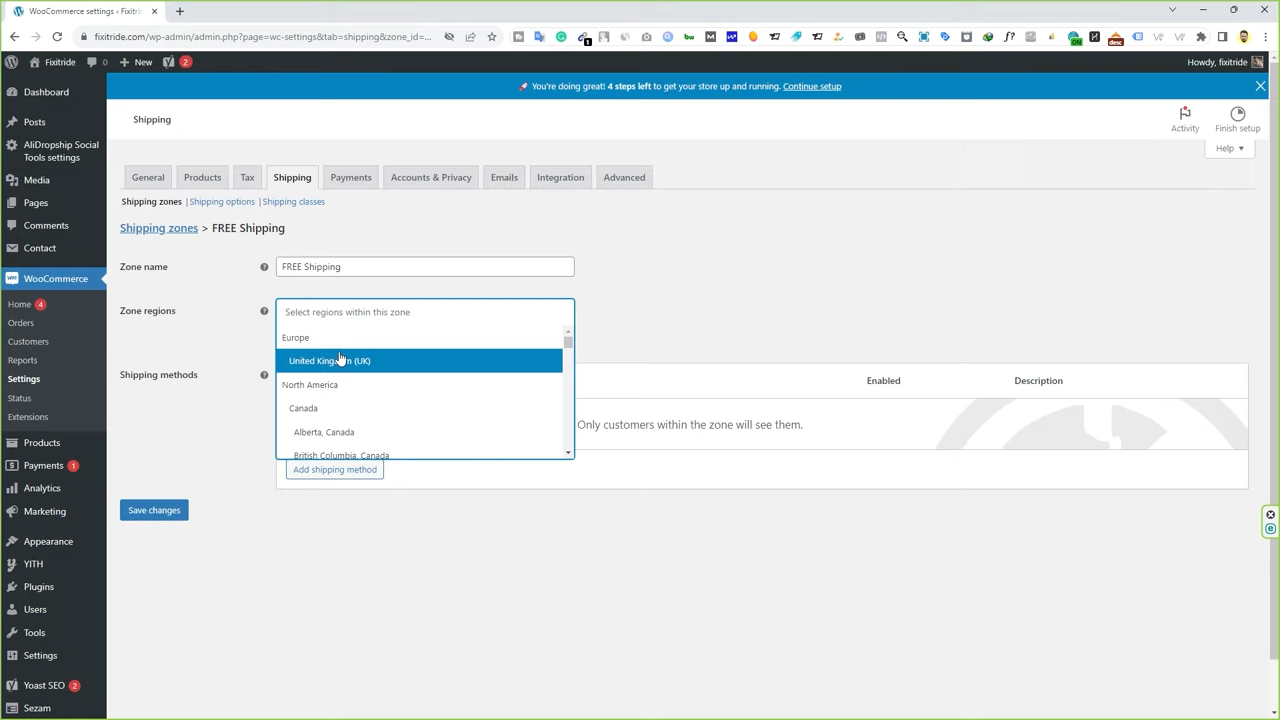 WooCommerce settings ‹ Fixitrid
fixitride.com/wp-admin/admin.php?page=wc-settings&tab=shipping&zone_id=...
1
ON
desc
Fixitride
0
New
2
Howdy, fixitride
🚀 You're doing great! 4 steps left to get your store up and running. Continue setup
Dashboard
Posts
AliDropship Social Tools settings
Media
Pages
Comments
Contact
WooCommerce
Home 4
Orders
Customers
Reports
Settings
Status
Extensions
Products
Payments 1
Analytics
Marketing
Appearance
YITH
Plugins
Users
Tools
Settings
Yoast SEO 2
Sezam
Shipping
Activity
Finish setup
Help
General
Products
Tax
Shipping
Payments
Accounts & Privacy
Emails
Integration
Advanced
Shipping zones | Shipping options | Shipping classes
Shipping zones > FREE Shipping
Zone name
FREE Shipping
Zone regions
Select regions within this zone
Europe
United Kingdom (UK)
North America
Canada
Alberta, Canada
British Columbia, Canada
Shipping methods
Enabled
Description
Only customers within the zone will see them.
Add shipping method
Save changes